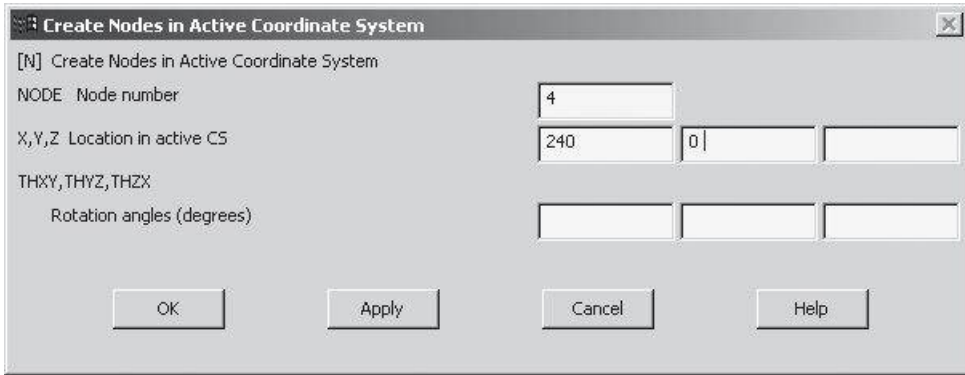 Create Nodes in Active Coordinate System
[N] Create Nodes in Active Coordinate System
NODE Node number 4
X,Y,Z Location in active CS 240 0
THXY,THYZ,THZX
Rotation angles (degrees)
OK Apply Cancel Help